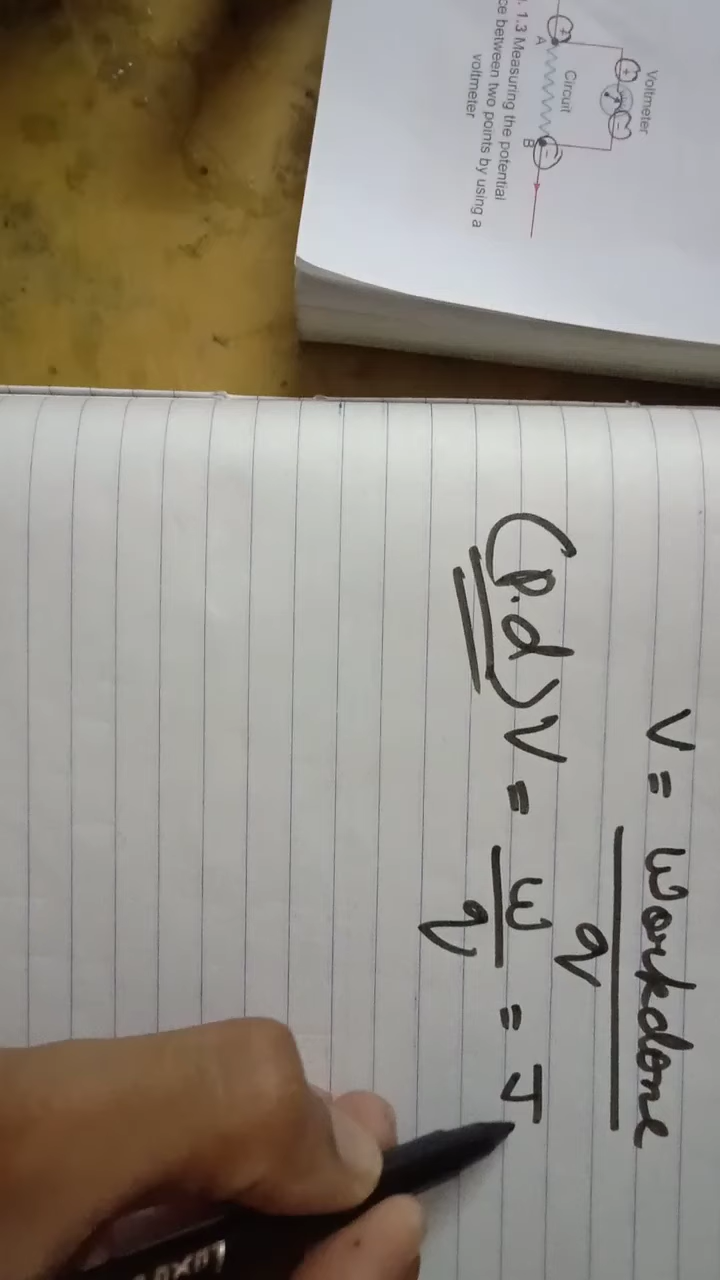 Voltmeter
+
−
Circuit
+
A
B
−
. 1.3 Measuring the potential
ce between two points by using a
voltmeter
V = Workdone
q
(P.d) V = W = J
q